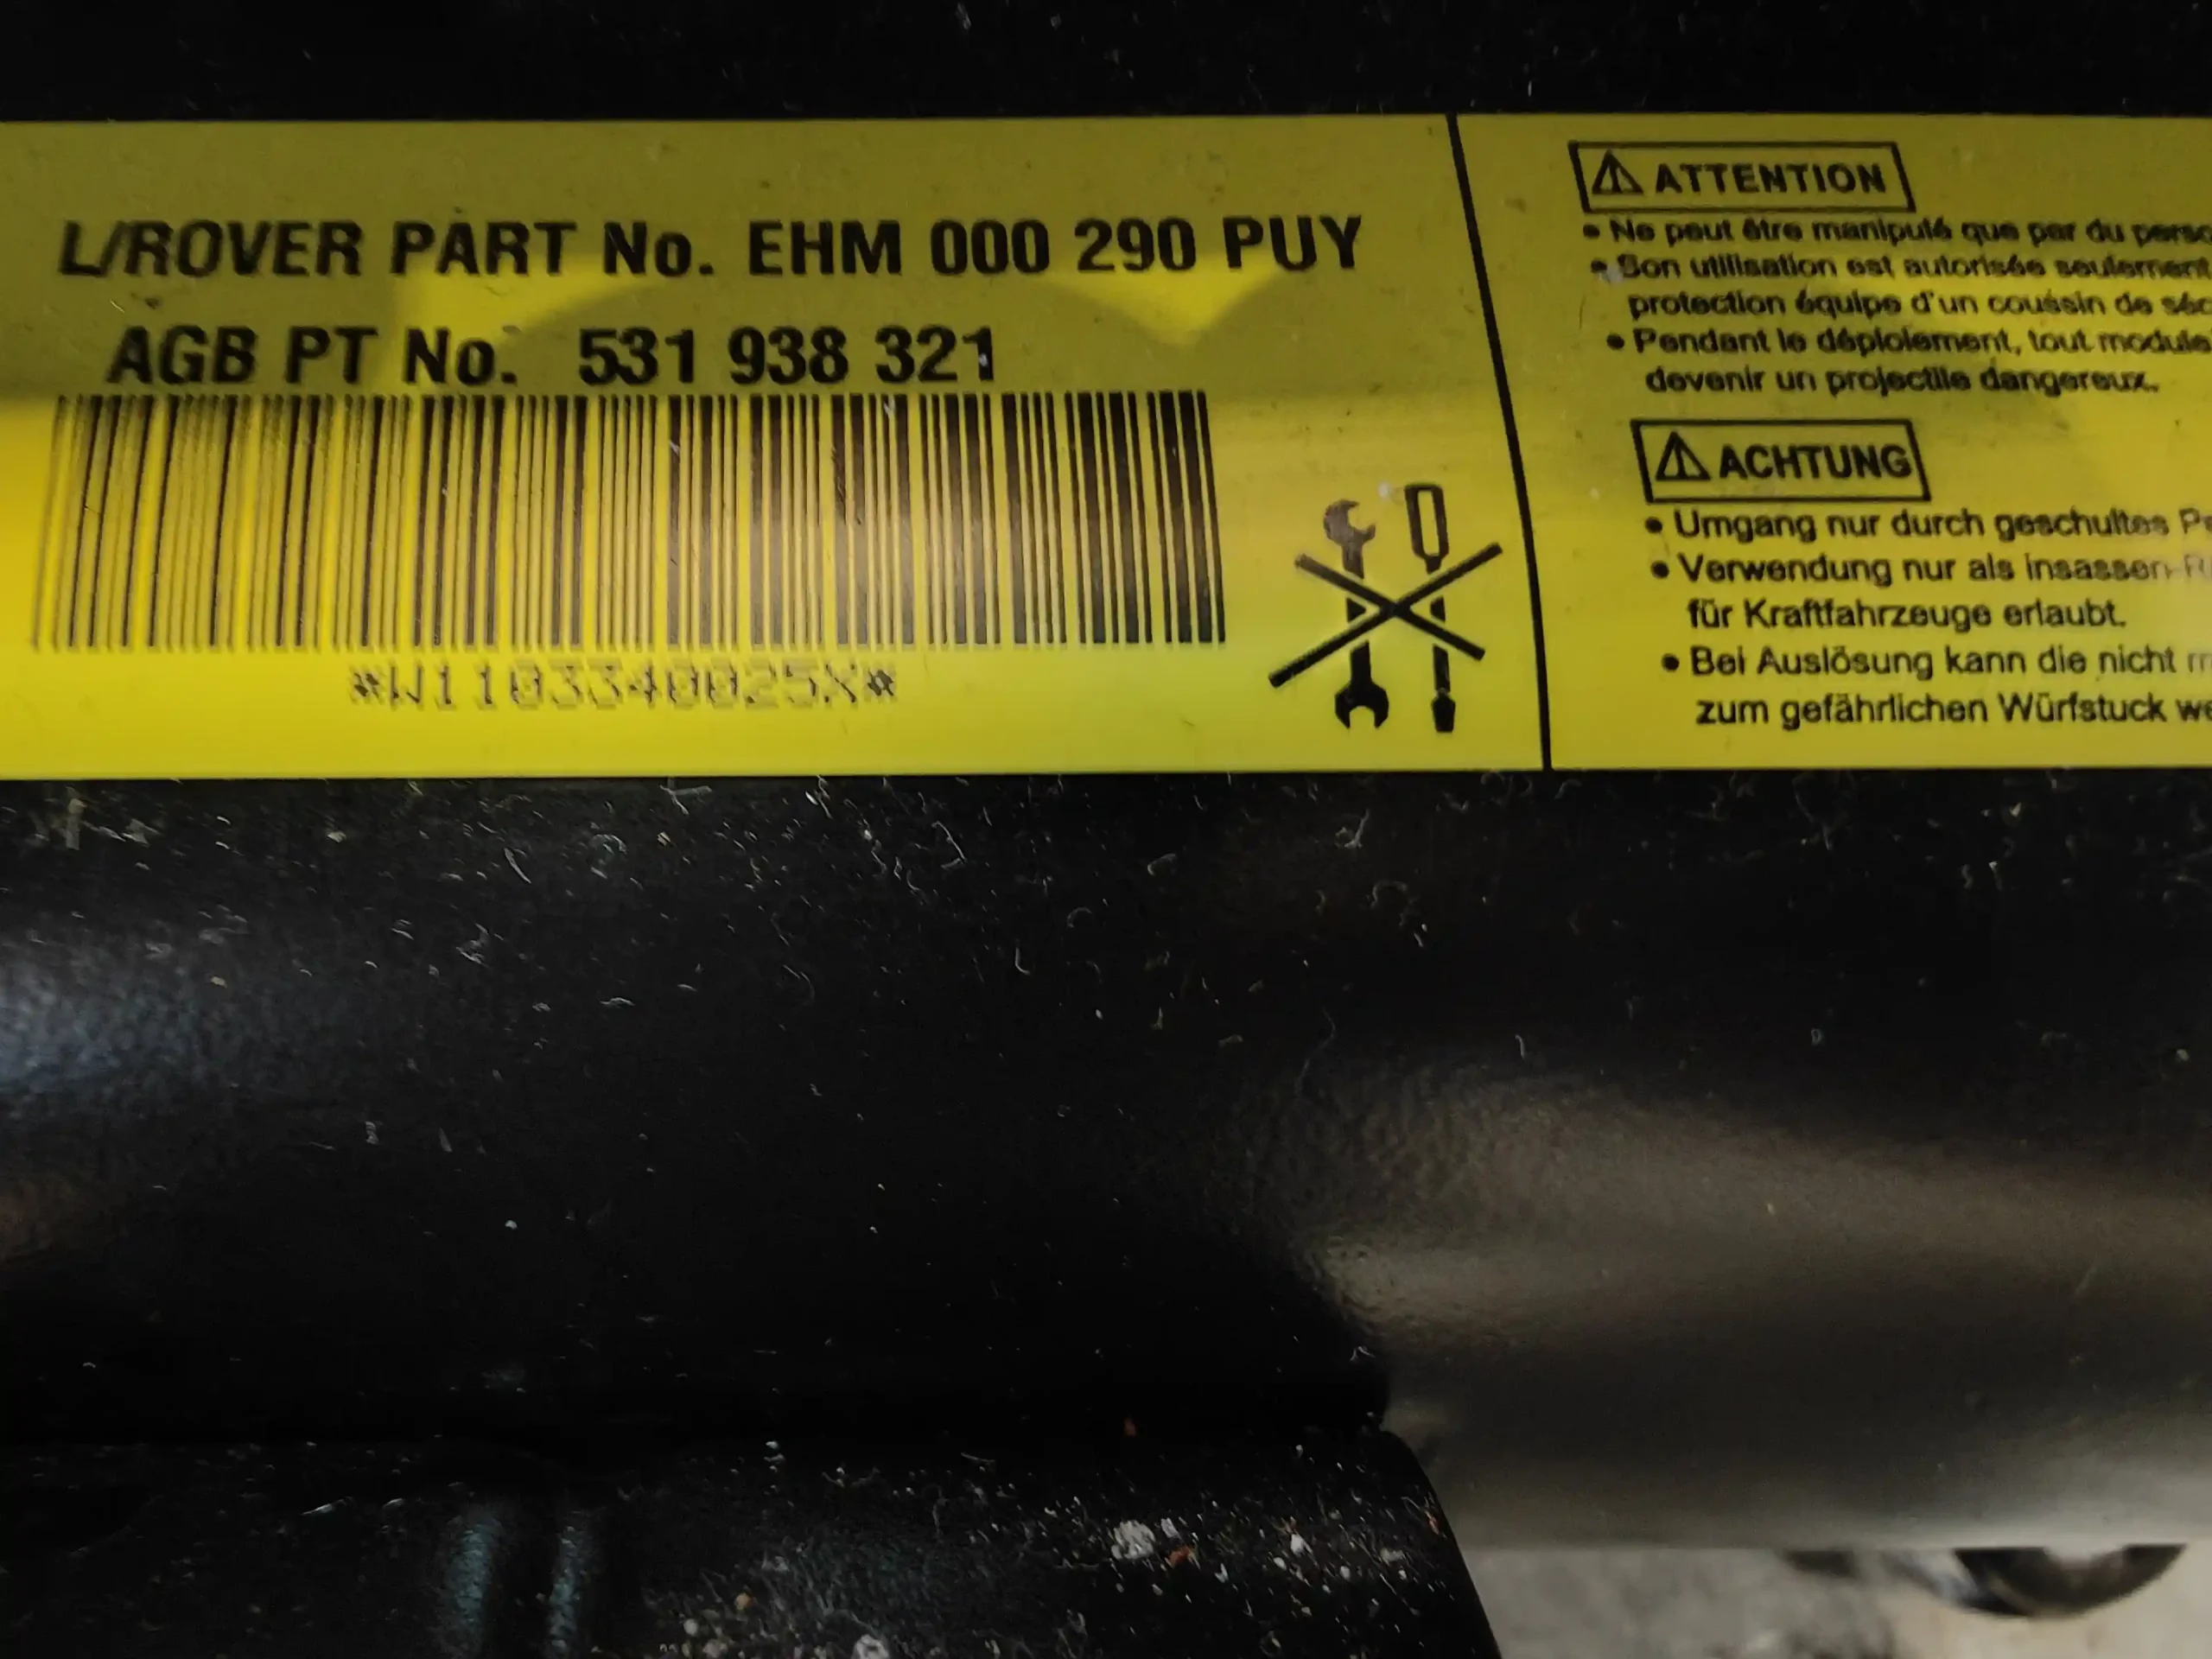 L/ROVER PART No. EHM 000 290 PUY
AGB PT No. 531 938 321
*W1103340025X*
⚠ ATTENTION
• Ne peut être manipulé que par du
• Son utilisation est autorisée seulement
protection équipe d'un coussin de
• Pendant le déploiement, tout module
devenir un projectile dangereux.
⚠ ACHTUNG
• Umgang nur durch geschultes
• Verwendung nur als insassen-
für Kraftfahrzeuge erlaubt.
• Bei Auslösung kann die nicht
zum gefährlichen Würfstuck